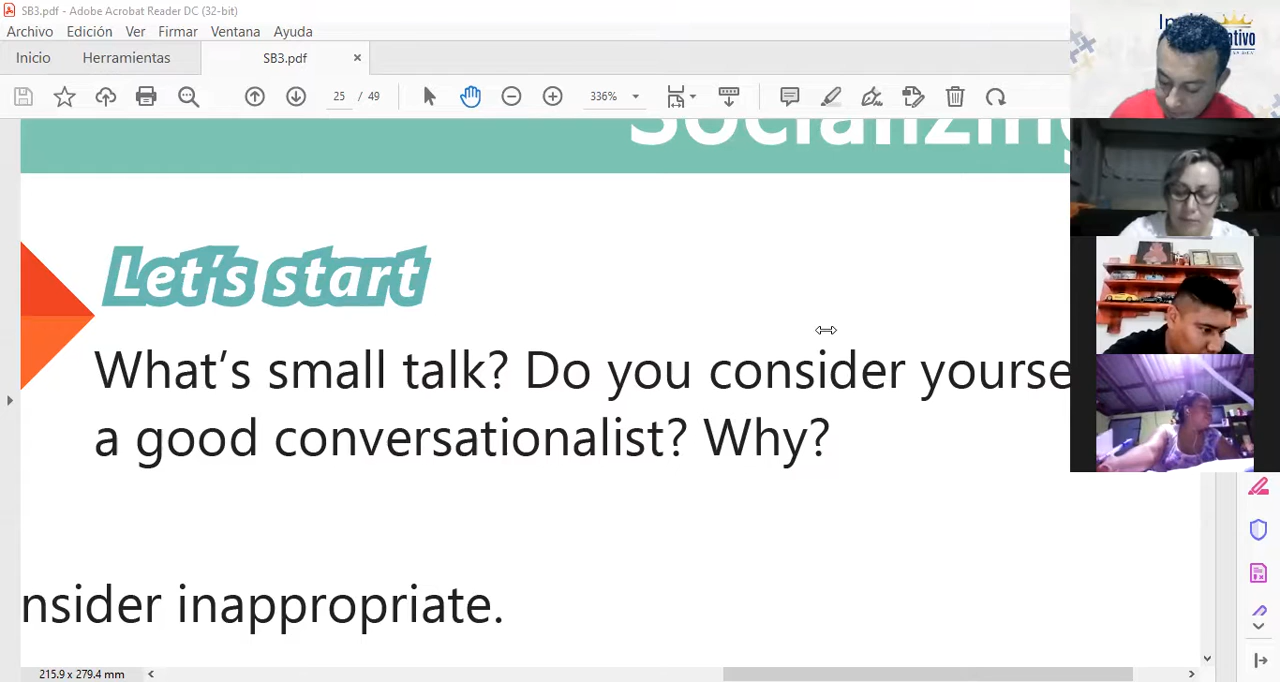 SB3.pdf - Adobe Acrobat Reader DC (32-bit)
Archivo Edición Ver Firmar Ventana Ayuda
Inicio Herramientas SB3.pdf ×
25 / 49 336%
Socializing
Let's start
What's small talk? Do you consider yourse
a good conversationalist? Why?
nsider inappropriate.
215.9 x 279.4 mm